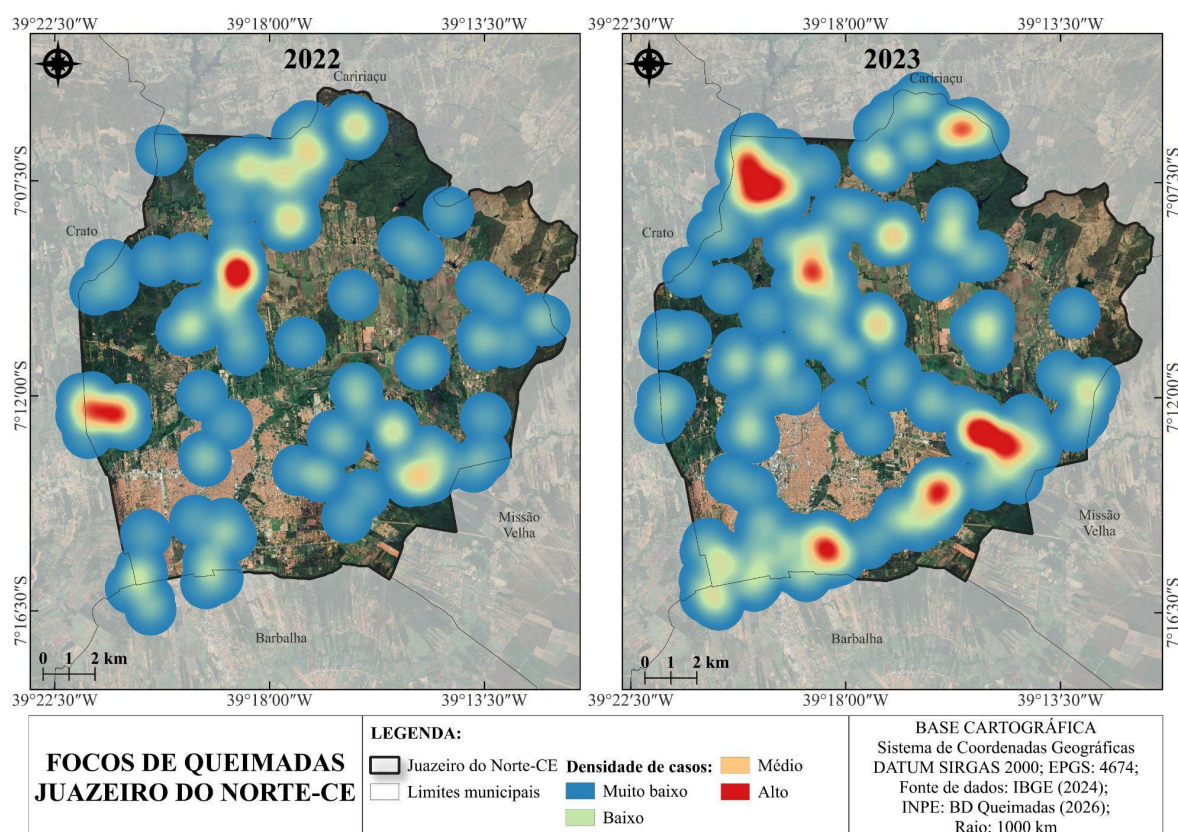 39°22′30″W 39°18′00″W 39°13′30″W
39°22′30″W 39°18′00″W 39°13′30″W
2022
Caririaçu
7°07′30″S
Crato
7°12′00″S
Missão
Velha
7°16′30″S
Barbalha
0 1 2 km
39°22′30″W 39°18′00″W 39°13′30″W
2023
Caririaçu
7°07′30″S
Crato
7°12′00″S
Missão
Velha
7°16′30″S
Barbalha
0 1 2 km
39°22′30″W 39°18′00″W 39°13′30″W
FOCOS DE QUEIMADAS
JUAZEIRO DO NORTE-CE
LEGENDA:
Juazeiro do Norte-CE
Limites municipais
Densidade de casos:
Muito baixo
Baixo
Médio
Alto
BASE CARTOGRÁFICA
Sistema de Coordenadas Geográficas
DATUM SIRGAS 2000; EPGS: 4674;
Fonte de dados: IBGE (2024);
INPE: BD Queimadas (2026);
Raio: 1000 km